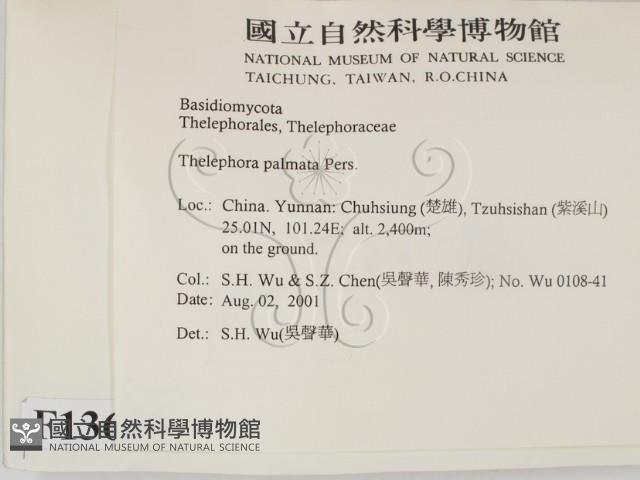 國立自然科學博物館
NATIONAL MUSEUM OF NATURAL SCIENCE
TAICHUNG, TAIWAN, R.O.CHINA
Basidiomycota
Thelephorales, Thelephoraceae
Thelephora palmata Pers.
Loc.: China. Yunnan: Chuhsiung (楚雄), Tzuhsishan (紫溪山)
25.01N, 101.24E; alt. 2,400m;
on the ground.
Col.: S.H. Wu & S.Z. Chen(吳聲華, 陳秀珍); No. Wu 0108-41
Date: Aug. 02, 2001
Det.: S.H. Wu(吳聲華)
國立自然科學博物館
NATIONAL MUSEUM OF NATURAL SCIENCE